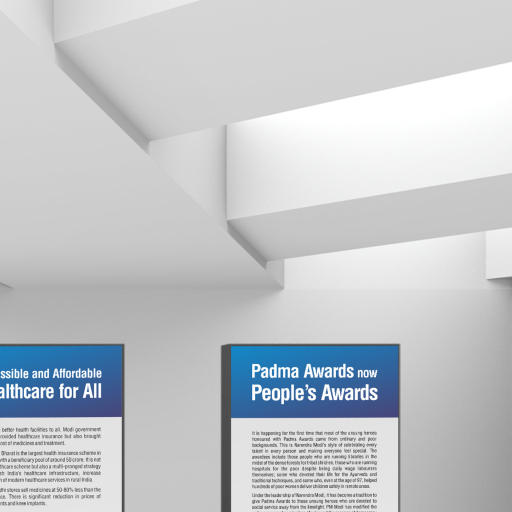 ssible and Affordable
althcare for All
better health facilities to all. Modi government
rovided healthcare insurance but also brought
ost of medicines and treatment.
Bharat is the largest health insurance scheme in
with a beneficiary pool of around 50 crore. It is not
lthcare scheme but also a multi-pronged strategy
sh India's healthcare infrastructure, increase
n of modern healthcare services in rural India.
dhi stores sell medicines at 50-80% less than the
ce. There is significant reduction in prices of
nts and knee implants.
Padma Awards now
People's Awards
It is happening for the first time that most of the unsung heroes
honoured with Padma Awards came from ordinary and poor
backgrounds. This is Narendra Modi's style of celebrating every
talent in every person and making everyone feel special. The
awardees include those people who are running libraries in the
midst of the dense forests for tribal children, those who are running
hospitals for the poor despite being daily wage labourers
themselves; some who devoted their life for the Ayurveda and
traditional techniques, and some who, even at the age of 97, helped
hundreds of poor women deliver children safely in remote areas.
Under the leadership of Narendra Modi, it has become a tradition to
give Padma Awards to these unsung heroes who are devoted to
social service away from the limelight. PM Modi has modified the